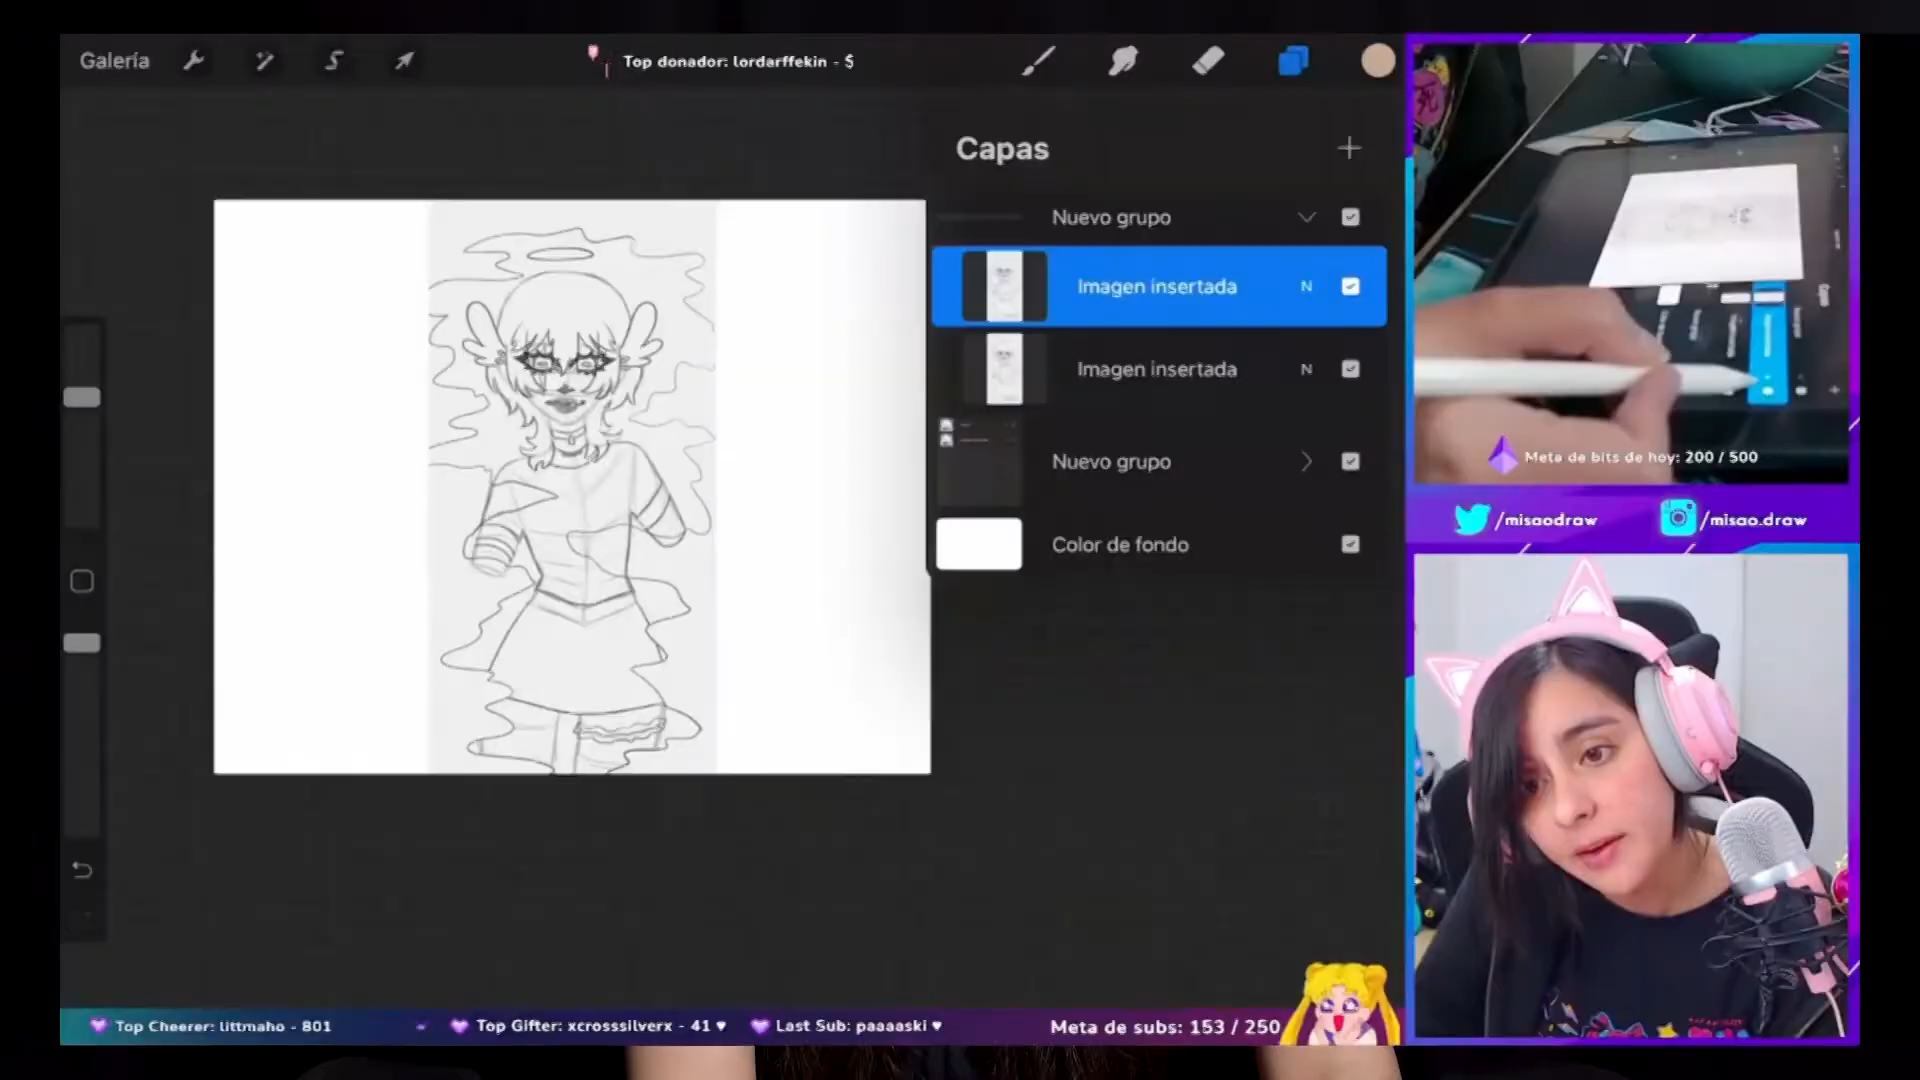 Galería
Top donador: lordarffekin - $
Capas
Nuevo grupo
Imagen insertada N
Imagen insertada N
Nuevo grupo
Color de fondo
Meta de bits de hoy: 200 / 500
/misaodraw
/misao.draw
Top Cheerer: littmaho - 801
Top Gifter: xcrosssilverx - 41 ♥
Last Sub: paaaaski ♥
Meta de subs: 153 / 250